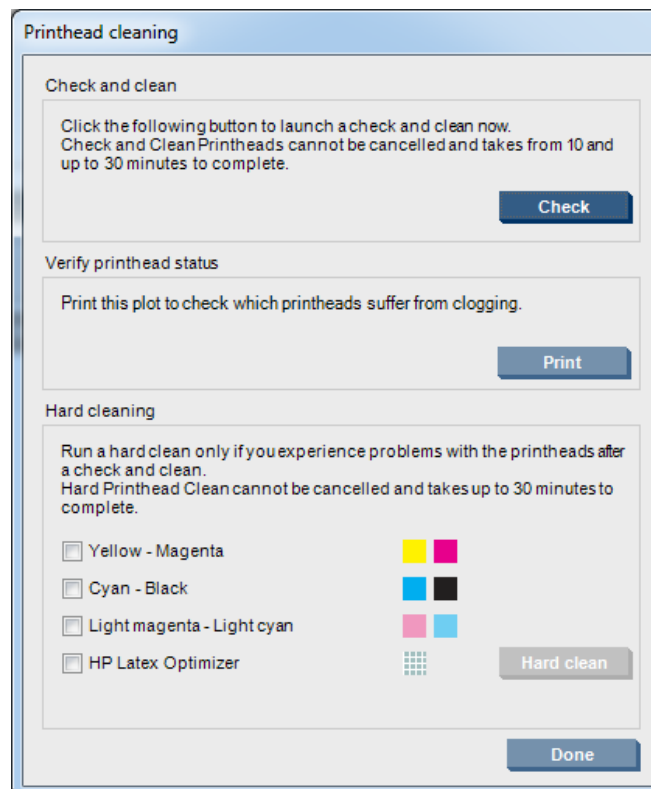 Printhead cleaning
Check and clean
Click the following button to launch a check and clean now.
Check and Clean Printheads cannot be cancelled and takes from 10 and
up to 30 minutes to complete.
Check
Verify printhead status
Print this plot to check which printheads suffer from clogging.
Print
Hard cleaning
Run a hard clean only if you experience problems with the printheads after
a check and clean.
Hard Printhead Clean cannot be cancelled and takes up to 30 minutes to
complete.
Yellow - Magenta
Cyan - Black
Light magenta - Light cyan
HP Latex Optimizer
Hard clean
Done